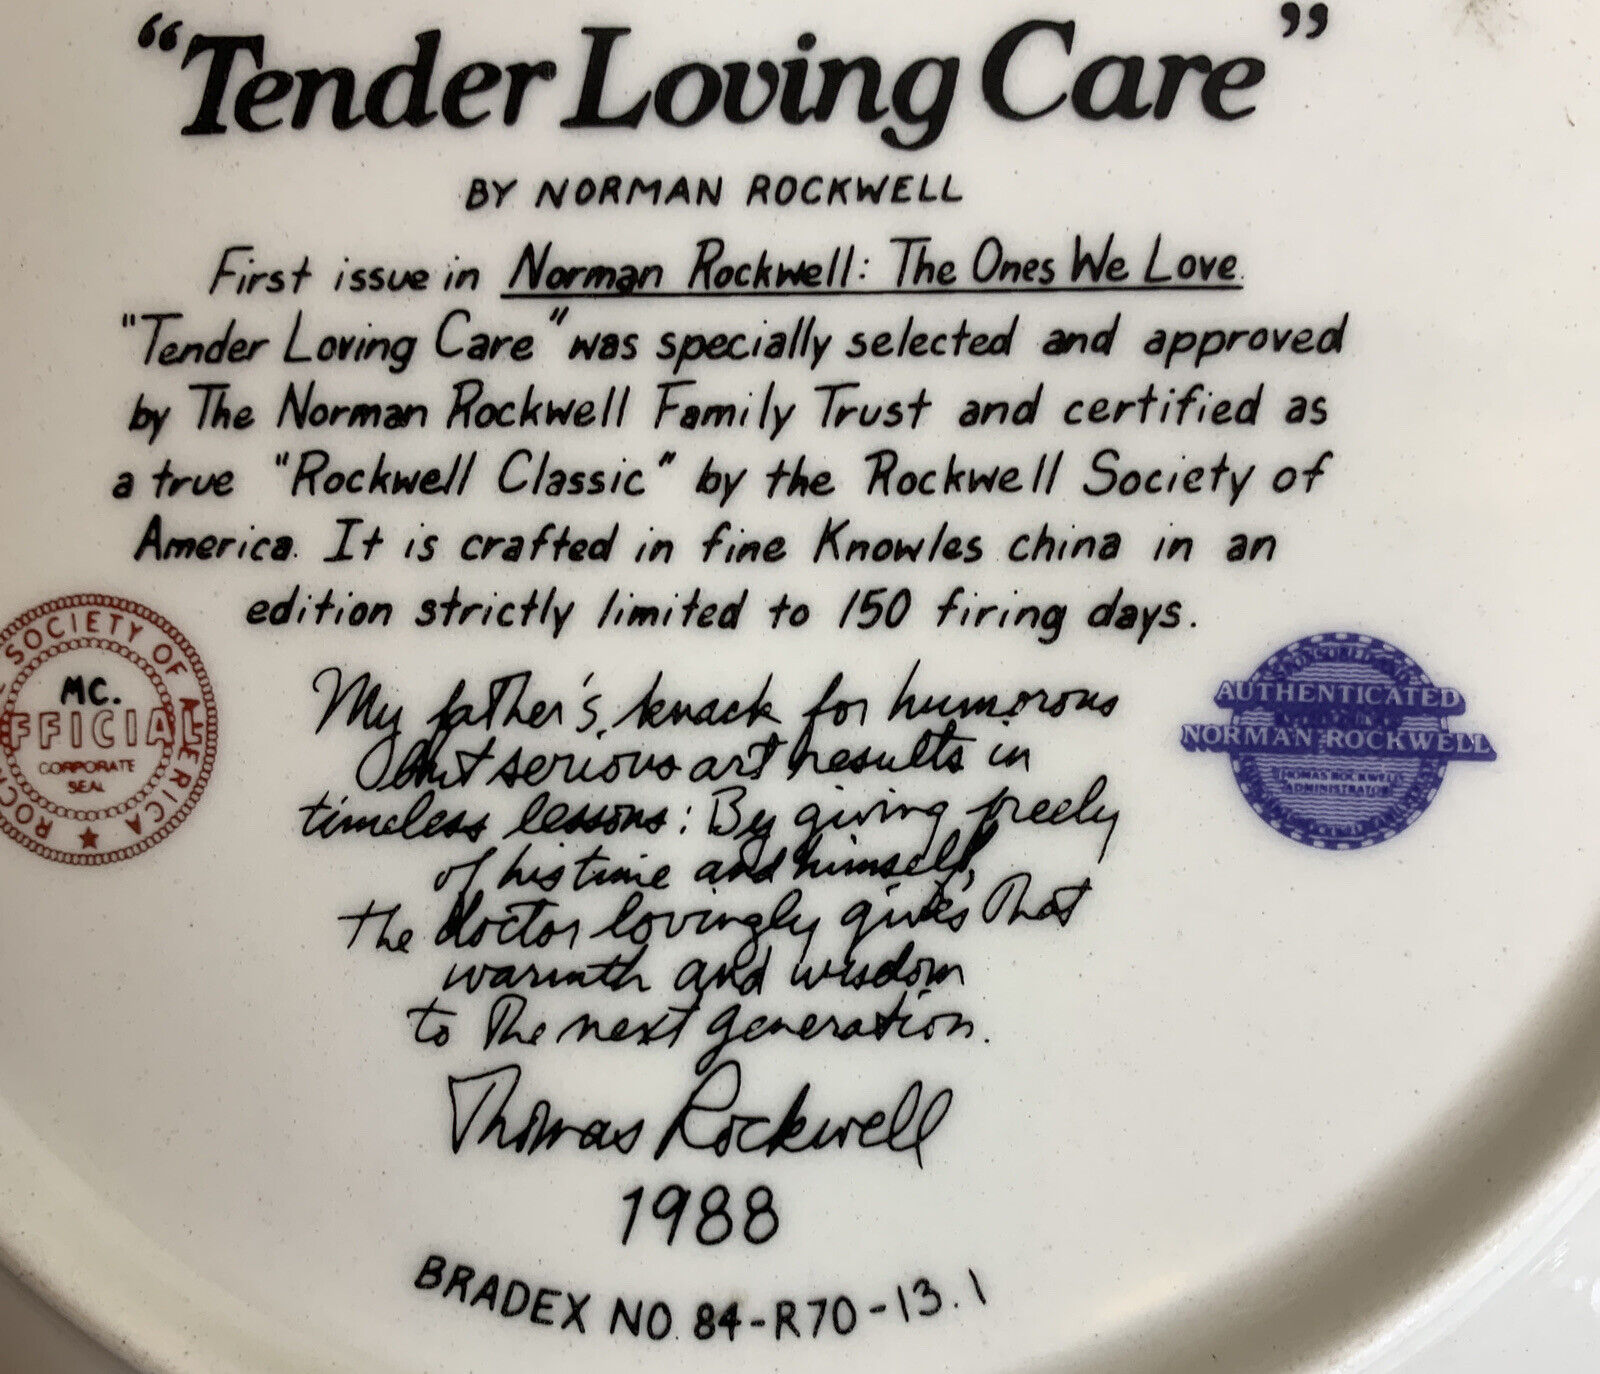 “Tender Loving Care”
BY NORMAN ROCKWELL
First issue in Norman Rockwell: The Ones We Love.
"Tender Loving Care" was specially selected and approved
by The Norman Rockwell Family Trust and certified as
a true "Rockwell Classic" by the Rockwell Society of
America. It is crafted in fine Knowles china in an
edition strictly limited to 150 firing days.
SOCIETY OF AMERICA
ROCK
MC.
FFICIAL
CORPORATE
SEAL
AUTHENTICATED
NORMAN ROCKWELL
THOMAS ROCKWELL
ADMINISTRATOR
My father's knack for humorous
but serious art results in
timeless lessons: By giving freely
of his time and himself,
the doctor lovingly gives that
warmth and wisdom
to the next generation.
Thomas Rockwell
1988
BRADEX NO. 84-R70-13.1